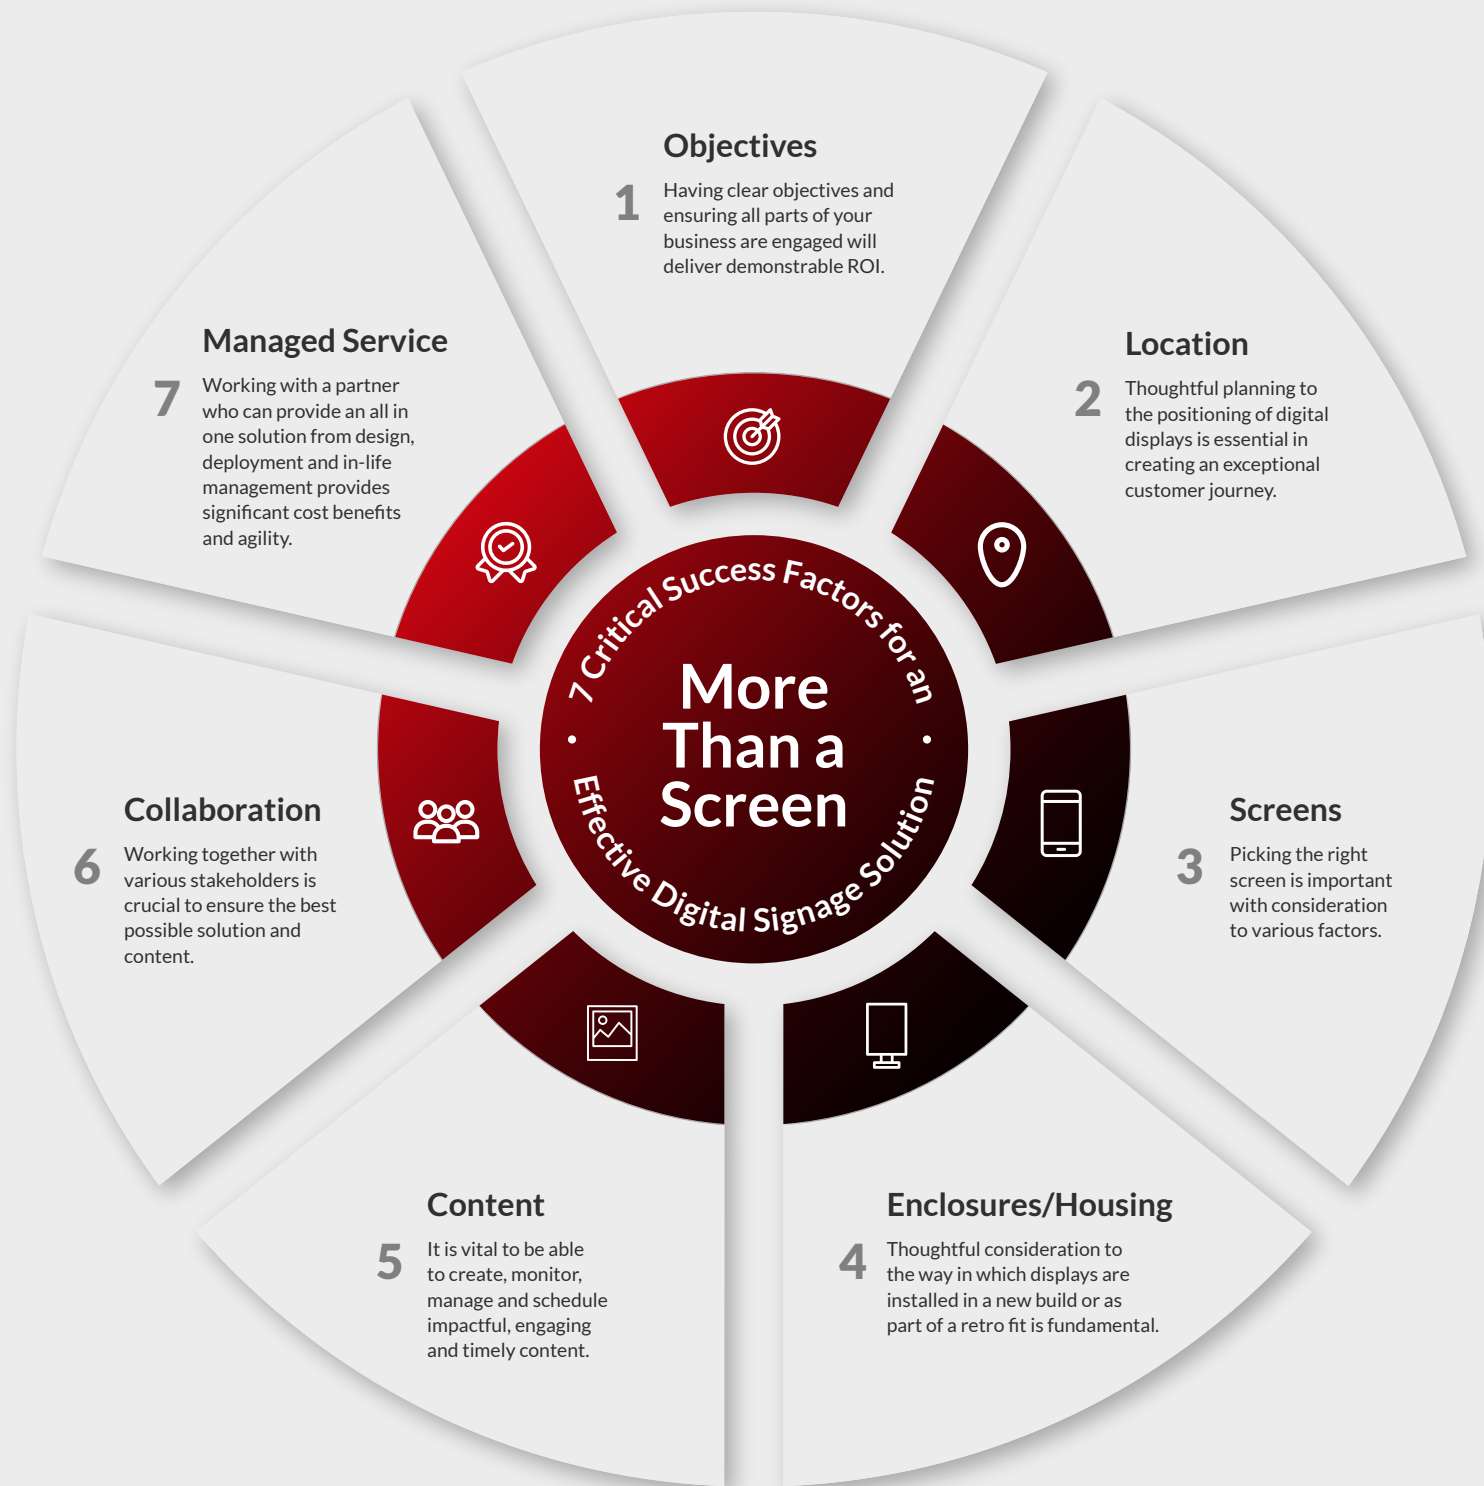 7 Critical Success Factors for an
More
Than a
Screen
Effective Digital Signage Solution
Objectives
1
Having clear objectives and
ensuring all parts of your
business are engaged will
deliver demonstrable ROI.
Location
2
Thoughtful planning to
the positioning of digital
displays is essential in
creating an exceptional
customer journey.
Screens
3
Picking the right
screen is important
with consideration
to various factors.
Enclosures/Housing
4
Thoughtful consideration to
the way in which displays are
installed in a new build or as
part of a retro fit is fundamental.
Content
5
It is vital to be able
to create, monitor,
manage and schedule
impactful, engaging
and timely content.
Collaboration
6
Working together with
various stakeholders is
crucial to ensure the best
possible solution and
content.
Managed Service
7
Working with a partner
who can provide an all in
one solution from design,
deployment and in-life
management provides
significant cost benefits
and agility.